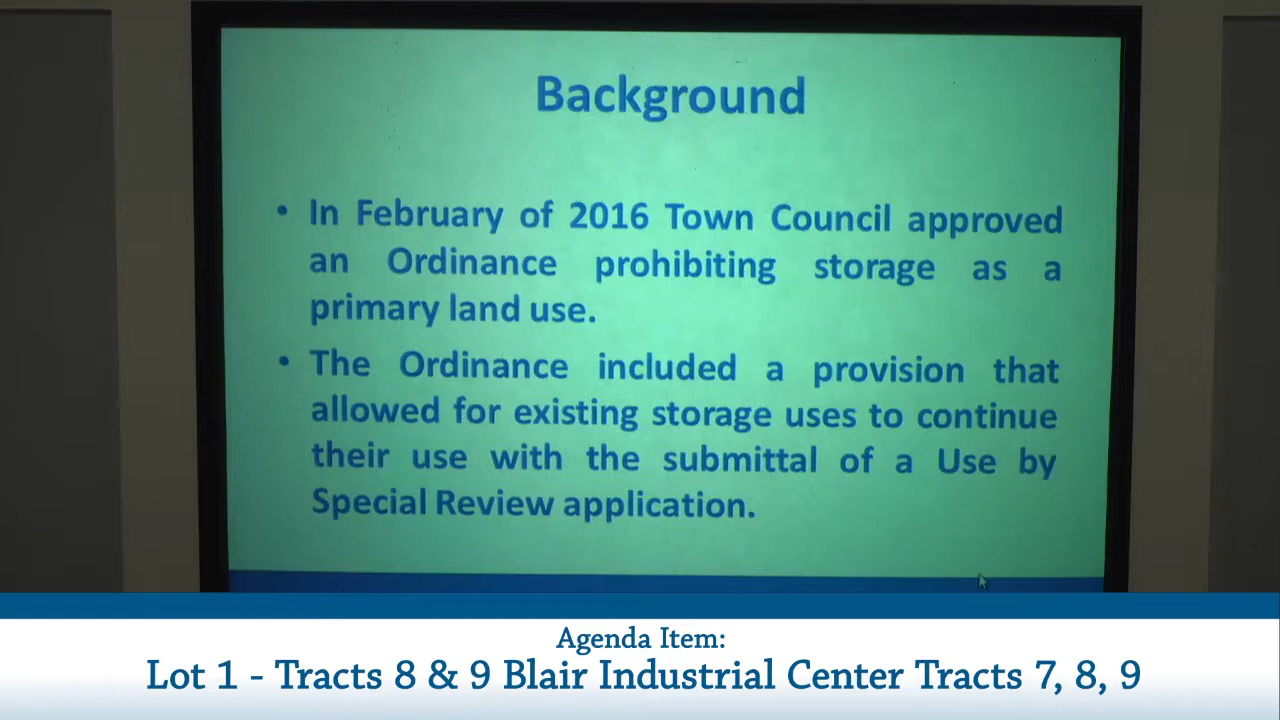 Background
• In February of 2016 Town Council approved
an Ordinance prohibiting storage as a
primary land use.
• The Ordinance included a provision that
allowed for existing storage uses to continue
their use with the submittal of a Use by
Special Review application.
Agenda Item:
Lot 1 - Tracts 8 & 9 Blair Industrial Center Tracts 7, 8, 9